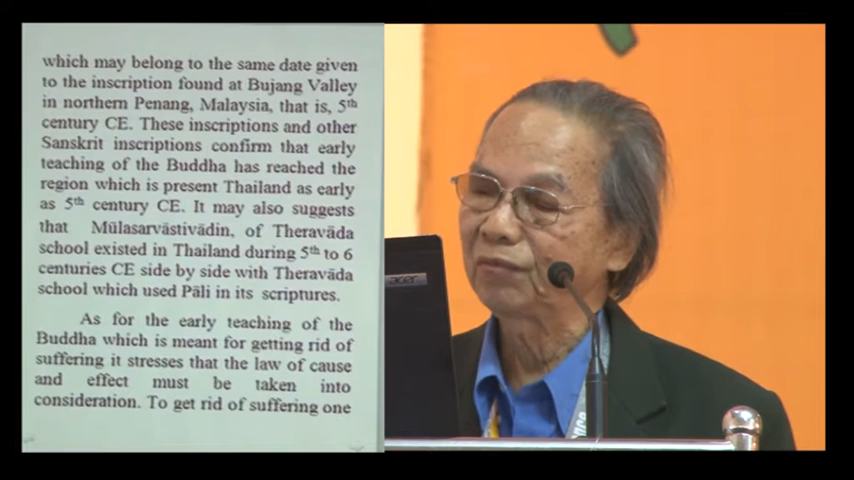 which may belong to the same date given
to the inscription found at Bujang Valley
in northern Penang, Malaysia, that is, 5th
century CE. These inscriptions and other
Sanskrit inscriptions confirm that early
teaching of the Buddha has reached the
region which is present Thailand as early
as 5th century CE. It may also suggests
that Mūlasarvāstivādin, of Theravāda
school existed in Thailand during 5th to 6
centuries CE side by side with Theravāda
school which used Pāli in its scriptures.
As for the early teaching of the
Buddha which is meant for getting rid of
suffering it stresses that the law of cause
and effect must be taken into
consideration. To get rid of suffering one
acer